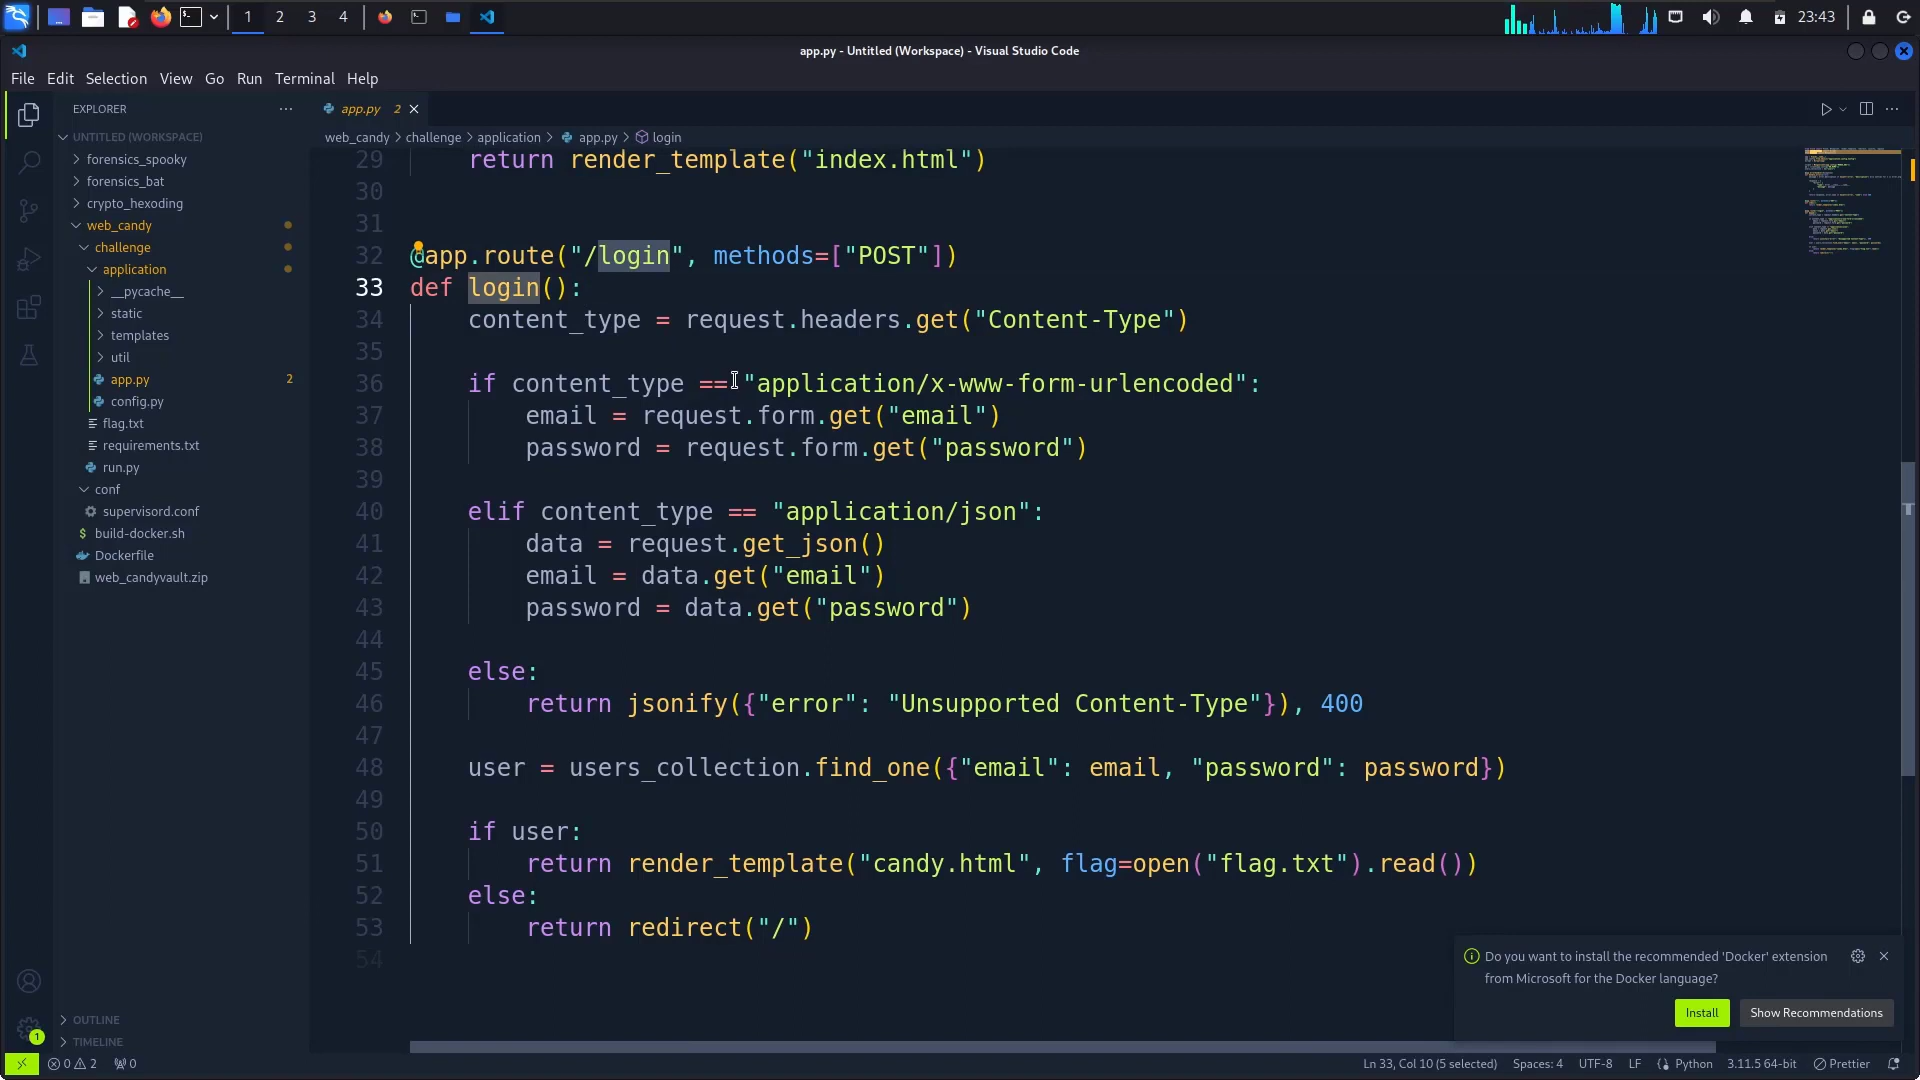 1 2 3 4
23:43
app.py - Untitled (Workspace) - Visual Studio Code
File Edit Selection View Go Run Terminal Help
EXPLORER
UNTITLED (WORKSPACE)
forensics_spooky
forensics_bat
crypto_hexoding
web_candy
challenge
application
__pycache__
static
templates
util
app.py 2
config.py
flag.txt
requirements.txt
run.py
conf
supervisord.conf
$ build-docker.sh
Dockerfile
web_candyvault.zip
OUTLINE
TIMELINE
app.py 2
web_candy > challenge > application > app.py > login
29 return render_template("index.html")
30
31
32 @app.route("/login", methods=["POST"])
33 def login():
34 content_type = request.headers.get("Content-Type")
35
36 if content_type == "application/x-www-form-urlencoded":
37 email = request.form.get("email")
38 password = request.form.get("password")
39
40 elif content_type == "application/json":
41 data = request.get_json()
42 email = data.get("email")
43 password = data.get("password")
44
45 else:
46 return jsonify({"error": "Unsupported Content-Type"}), 400
47
48 user = users_collection.find_one({"email": email, "password": password})
49
50 if user:
51 return render_template("candy.html", flag=open("flag.txt").read())
52 else:
53 return redirect("/")
54
Do you want to install the recommended 'Docker' extension
from Microsoft for the Docker language?
Install Show Recommendations
1
0 2 0
Ln 33, Col 10 (5 selected) Spaces: 4 UTF-8 LF Python 3.11.5 64-bit Prettier